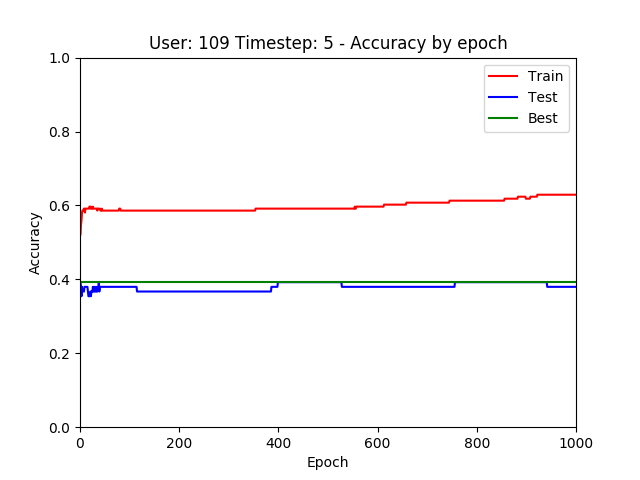 User: 109 Timestep: 5 - Accuracy by epoch
Train
Test
Best
1.0
0.8
0.6
0.4
0.2
0.0
Accuracy
0 200 400 600 800 1000
Epoch